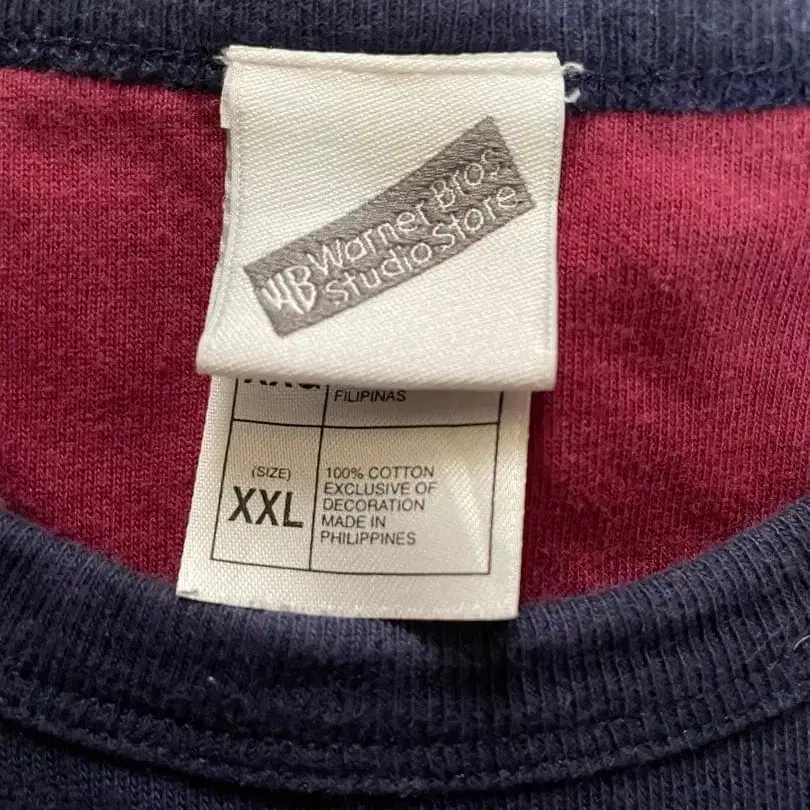 WB Warner Bros.
Studio Store
FILIPINAS
(SIZE)
XXL
100% COTTON
EXCLUSIVE OF
DECORATION
MADE IN
PHILIPPINES